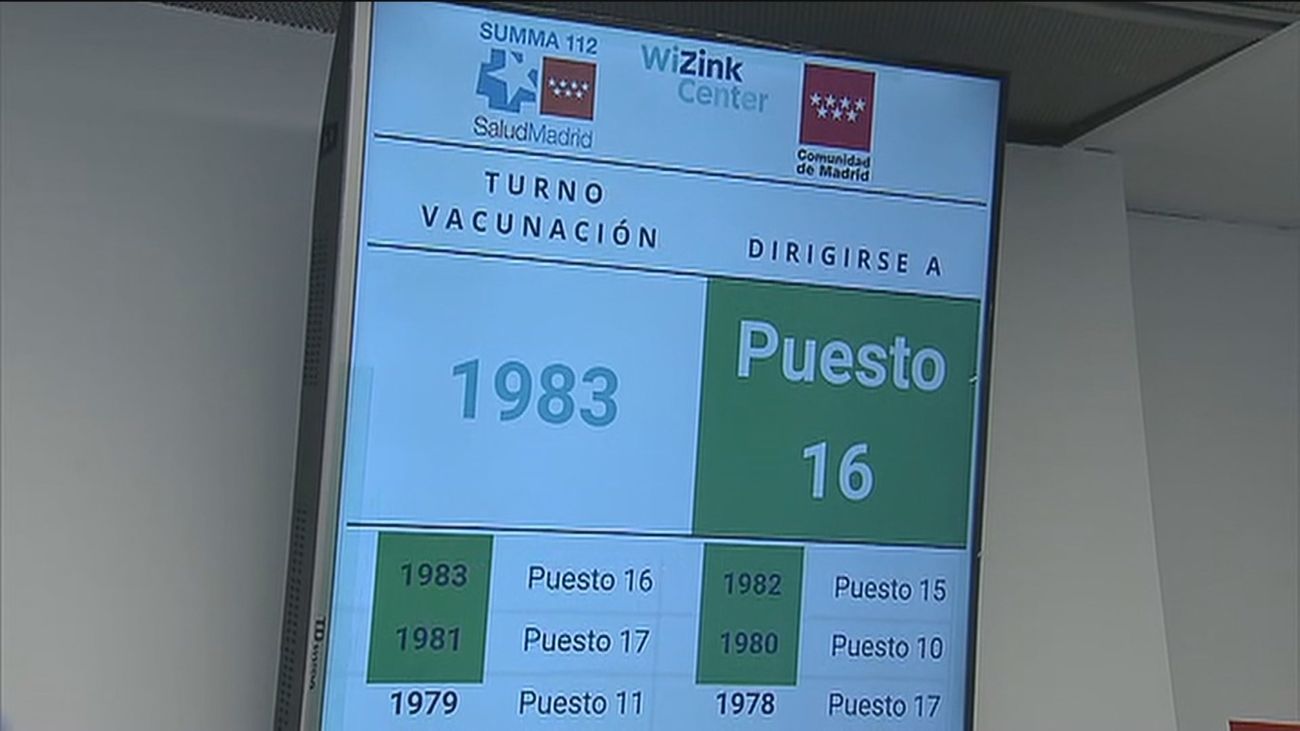 SUMMA 112
SaludMadrid
WiZink
Center
Comunidad
de Madrid
TURNO
VACUNACIÓN
DIRIGIRSE A
1983
Puesto
16
1983 Puesto 16 1982 Puesto 15
1981 Puesto 17 1980 Puesto 10
1979 Puesto 11 1978 Puesto 17